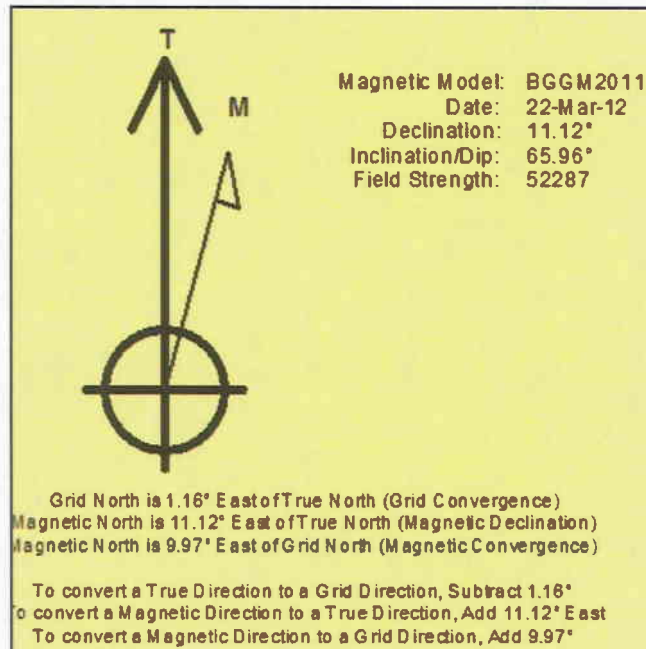 T
M
Magnetic Model: BGGM2011
Date: 22-Mar-12
Declination: 11.12°
Inclination/Dip: 65.96°
Field Strength: 52287
Grid North is 1.16° East of True North (Grid Convergence)
Magnetic North is 11.12° East of True North (Magnetic Declination)
Magnetic North is 9.97° East of Grid North (Magnetic Convergence)
To convert a True Direction to a Grid Direction, Subtract 1.16°
To convert a Magnetic Direction to a True Direction, Add 11.12° East
To convert a Magnetic Direction to a Grid Direction, Add 9.97°